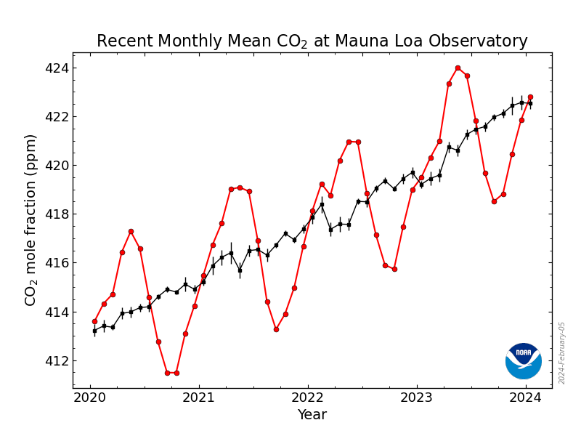 Recent Monthly Mean CO₂ at Mauna Loa Observatory
CO₂ mole fraction (ppm)
424
422
420
418
416
414
412
2020
2021
2022
2023
2024
Year
NOAA
2024-February-05